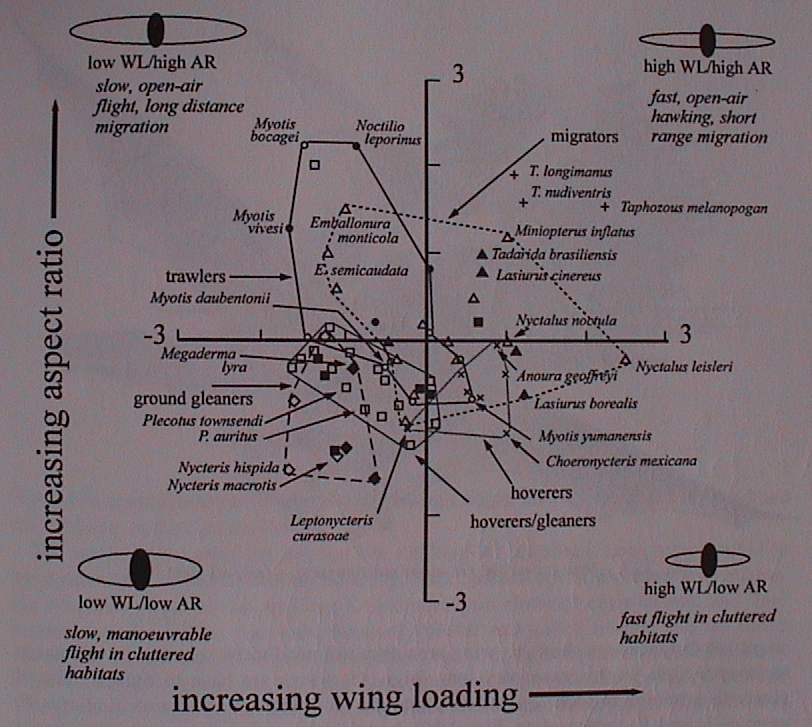 low WL/high AR
slow, open-air
flight, long distance
migration
3
high WL/high AR
fast, open-air
hawking, short
range migration
Myotis
bocagei
Noctilio
leporinus
migrators
T. longimanus
T. nudiventris
Taphozous melanopogan
Myotis
vivesi
Emballonura
monticola
Miniopterus inflatus
Tadarida brasiliensis
E. semicaudata
Lasiurus cinereus
trawlers
Myotis daubentonii
Nyctalus noctula
-3
3
Megaderma
lyra
Nyctalus leisleri
Anoura geoffreyi
ground gleaners
Lasiurus borealis
Plecotus townsendi
P. auritus
Myotis yumanensis
Choeronycteris mexicana
Nycteris hispida
Nycteris macrotis
hoverers
Leptonycteris
curasoae
hoverers/gleaners
increasing aspect ratio
low WL/low AR
slow, manoeuvrable
flight in cluttered
habitats
-3
high WL/low AR
fast flight in cluttered
habitats
increasing wing loading